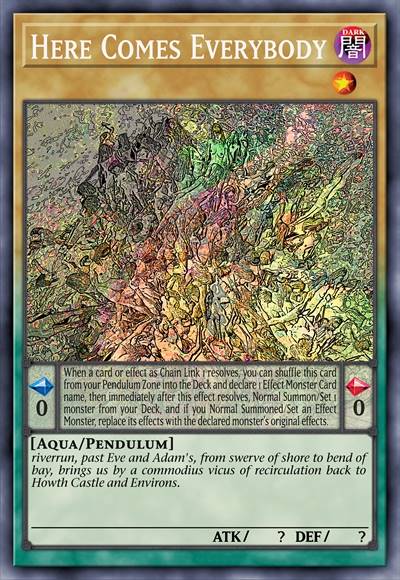 Here Comes Everybody
DARK
闇
When a card or effect as Chain Link 1 resolves, you can shuffle this card
from your Pendulum Zone into the Deck and declare 1 Effect Monster Card
name, then immediately after this effect resolves, Normal Summon/Set 1
monster from your Deck, and if you Normal Summoned/Set an Effect
Monster, replace its effects with the declared monster's original effects.
0
0
[Aqua/Pendulum]
riverrun, past Eve and Adam's, from swerve of shore to bend of
bay, brings us by a commodius vicus of recirculation back to
Howth Castle and Environs.
ATK/ ? DEF/ ?